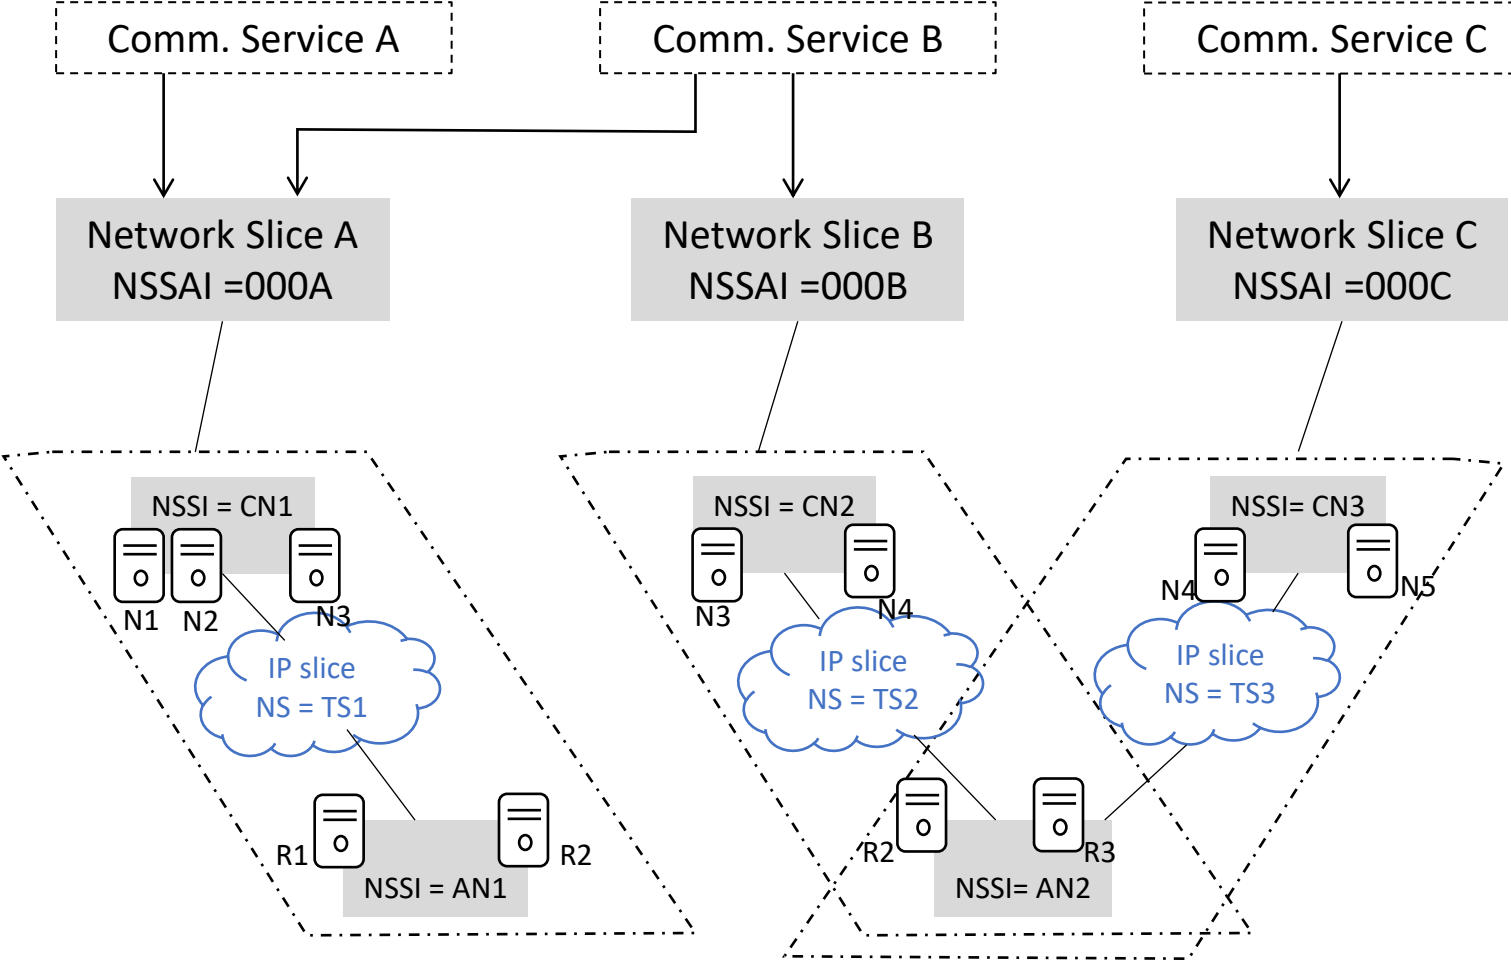 Comm. Service A
Comm. Service B
Comm. Service C
Network Slice A
NSSAI =000A
Network Slice B
NSSAI =000B
Network Slice C
NSSAI =000C
NSSI = CN1
N1
N2
N3
IP slice
NS = TS1
R1
R2
NSSI = AN1
NSSI = CN2
N3
N4
IP slice
NS = TS2
NSSI= CN3
N4
N5
IP slice
NS = TS3
R2
R3
NSSI= AN2